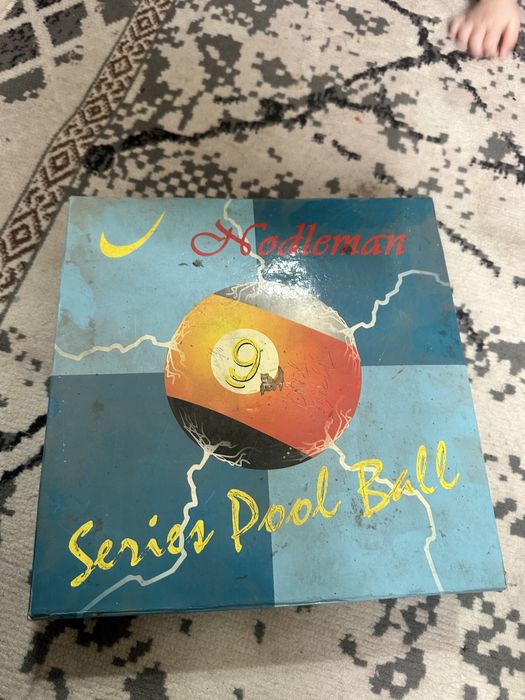 Nodleman
9
Series Pool Ball